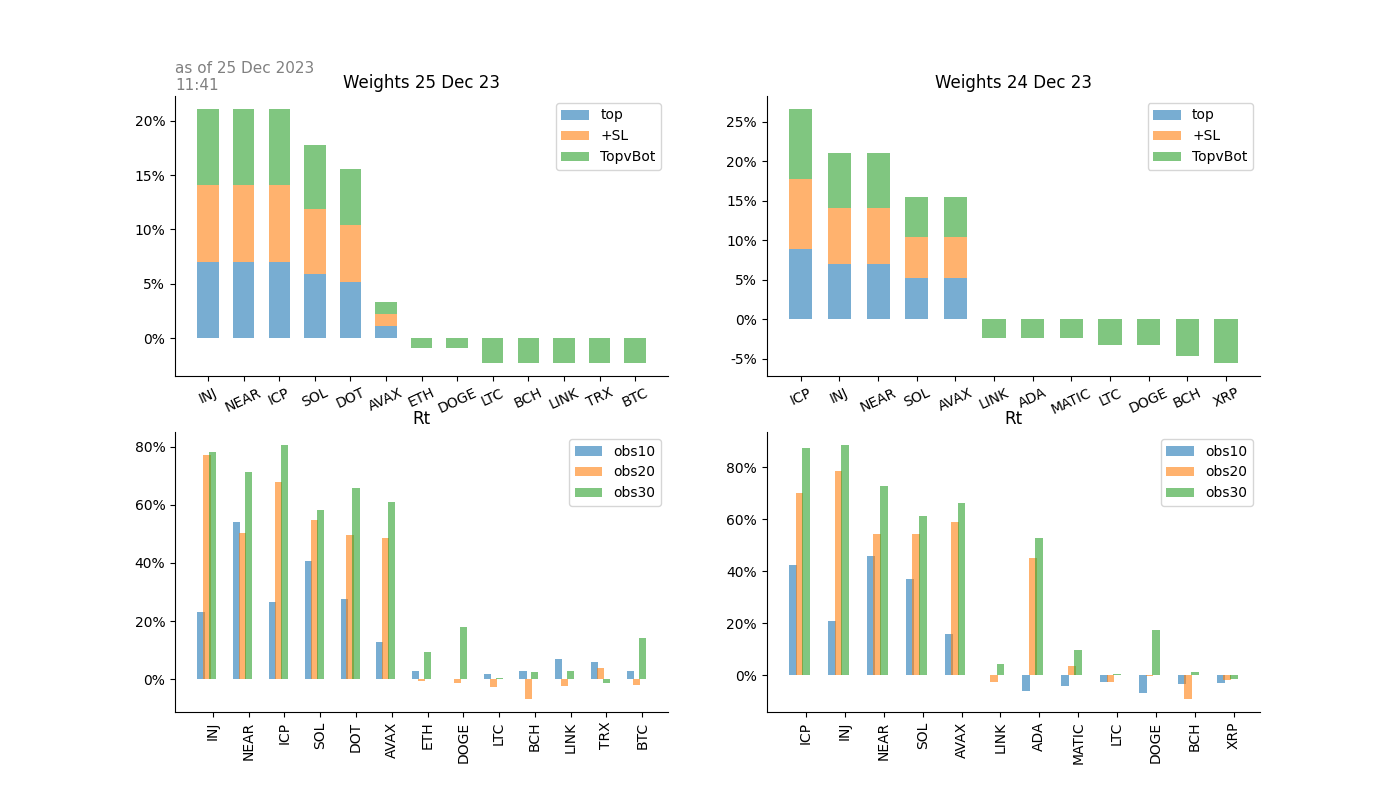 as of 25 Dec 2023
11:41
Weights 25 Dec 23
20%
15%
10%
5%
0%
top
+SL
TopvBot
INJ NEAR ICP SOL DOT AVAX ETH DOGE LTC BCH LINK TRX BTC
Weights 24 Dec 23
25%
20%
15%
10%
5%
0%
-5%
top
+SL
TopvBot
ICP INJ NEAR SOL AVAX LINK ADA MATIC LTC DOGE BCH XRP
Rt
80%
60%
40%
20%
0%
obs10
obs20
obs30
INJ NEAR ICP SOL DOT AVAX ETH DOGE LTC BCH LINK TRX BTC
Rt
80%
60%
40%
20%
0%
obs10
obs20
obs30
ICP INJ NEAR SOL AVAX LINK ADA MATIC LTC DOGE BCH XRP